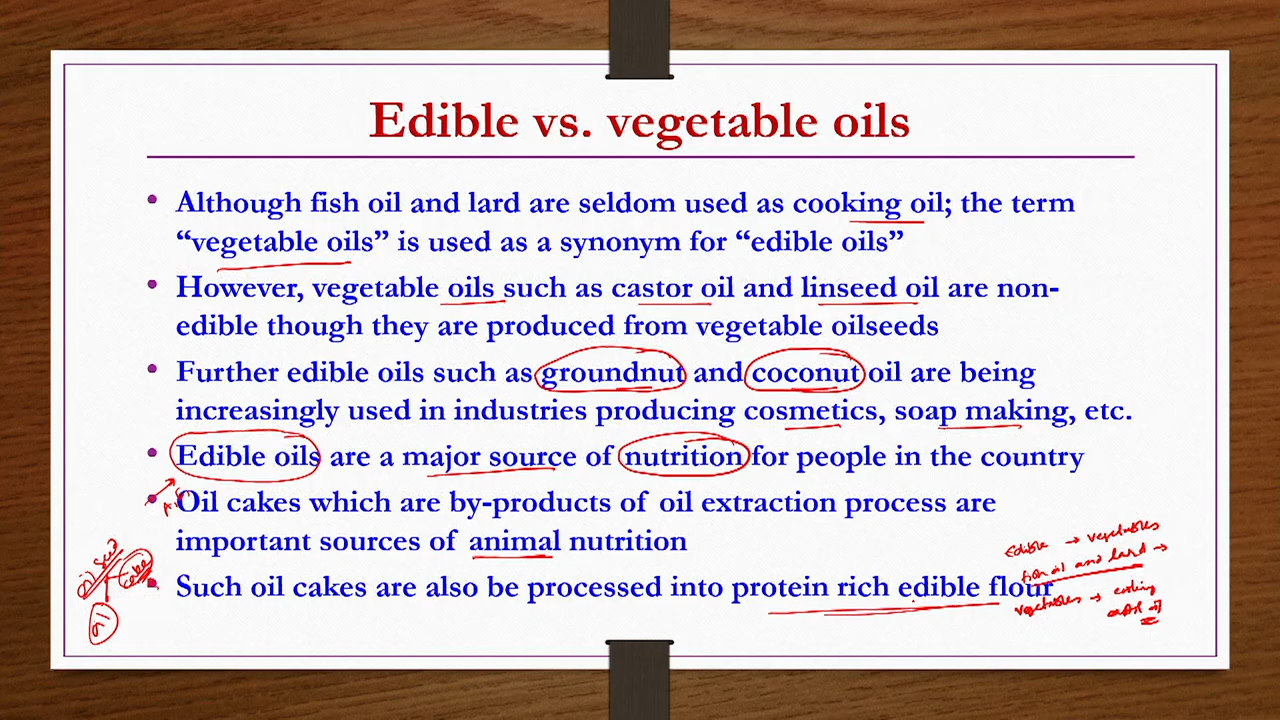 Edible vs. vegetable oils
• Although fish oil and lard are seldom used as cooking oil; the term
“vegetable oils” is used as a synonym for “edible oils”
• However, vegetable oils such as castor oil and linseed oil are non-
edible though they are produced from vegetable oilseeds
• Further edible oils such as groundnut and coconut oil are being
increasingly used in industries producing cosmetics, soap making, etc.
• Edible oils are a major source of nutrition for people in the country
• Oil cakes which are by-products of oil extraction process are
important sources of animal nutrition
• Such oil cakes are also be processed into protein rich edible flour
oil seed
cake
oil
Edible → vegetables
fish oil and lard →
vegetables → cooking
oil